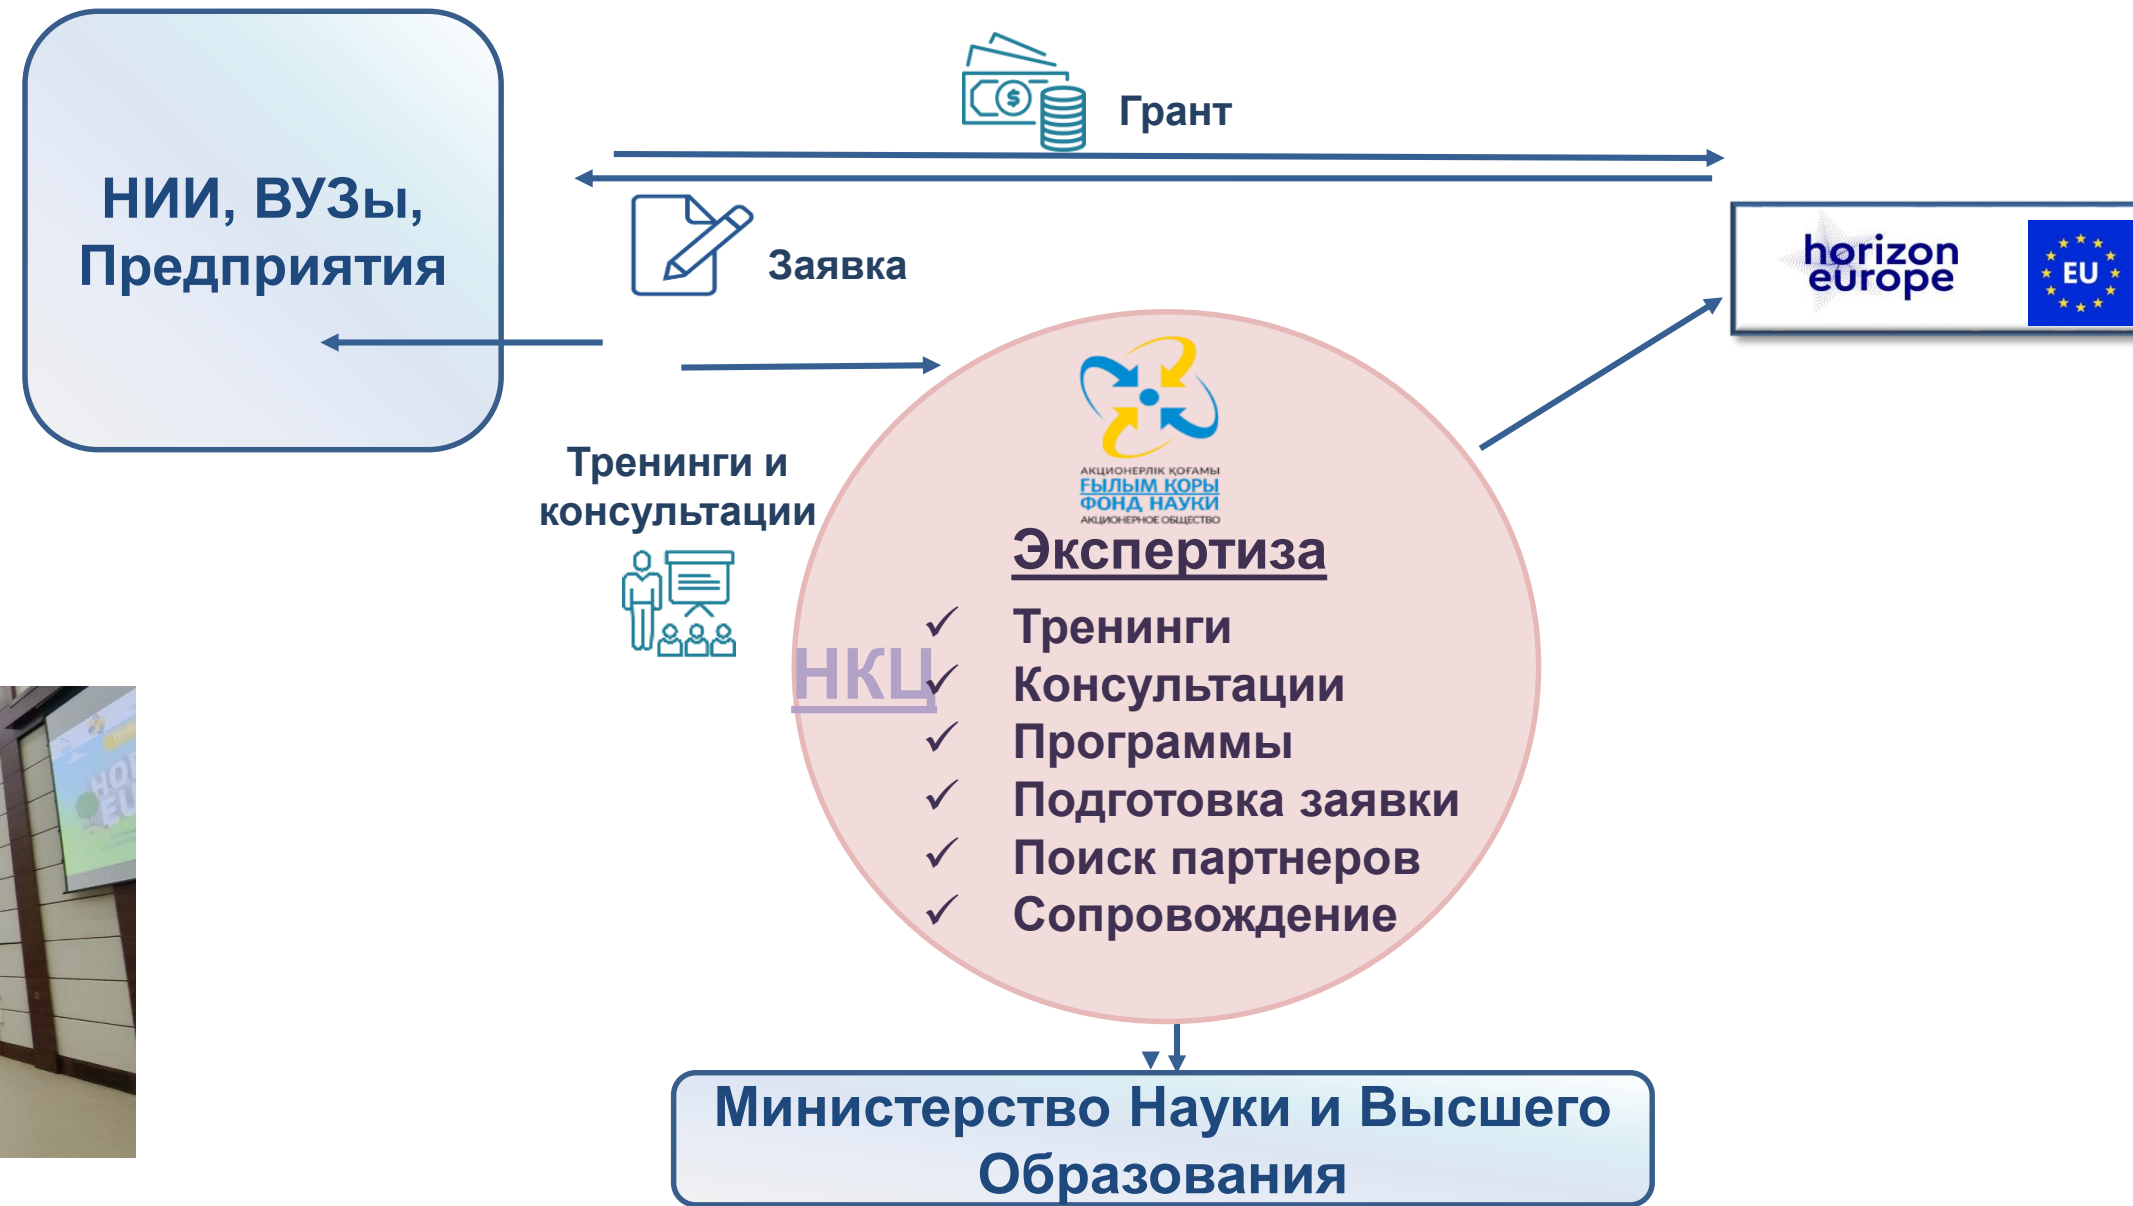 НИИ, ВУЗы,
Предприятия
Грант
Заявка
horizon
europe
EU
Тренинги и
консультации
АКЦИОНЕРЛІК ҚОҒАМЫ
ҒЫЛЫМ ҚОРЫ
ФОНД НАУКИ
АКЦИОНЕРНОЕ ОБЩЕСТВО
Экспертиза
НКЦ
Тренинги
Консультации
Программы
Подготовка заявки
Поиск партнеров
Сопровождение
Министерство Науки и Высшего
Образования